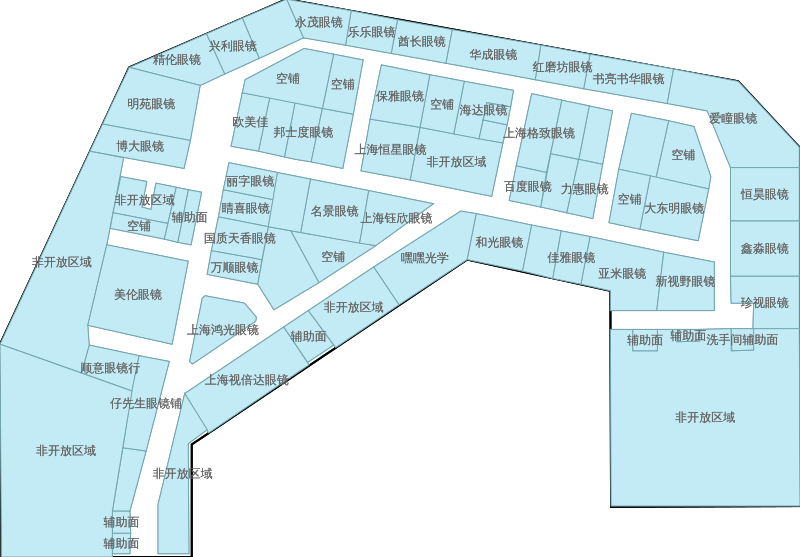 永茂眼镜
乐乐眼镜
酋长眼镜
兴利眼镜
精伦眼镜
华成眼镜
红磨坊眼镜
书亮书华眼镜
空铺
空铺
明苑眼镜
保雅眼镜
空铺
海达眼镜
爱瞳眼镜
欧美佳
邦士度眼镜
上海格致眼镜
博大眼镜
上海恒星眼镜
非开放区域
空铺
丽字眼镜
百度眼镜
力惠眼镜
恒昊眼镜
非开放区域
空铺
大东明眼镜
睛喜眼镜
名景眼镜
上海钰欣眼镜
辅助面
空铺
国质天香眼镜
和光眼镜
鑫淼眼镜
空铺
嘿嘿光学
佳雅眼镜
非开放区域
万顺眼镜
亚米眼镜
新视野眼镜
美伦眼镜
非开放区域
珍视眼镜
上海鸿光眼镜
辅助面
辅助面
辅助面
洗手间
辅助面
顺意眼镜行
上海视倍达眼镜
仔先生眼镜铺
非开放区域
非开放区域
非开放区域
辅助面
辅助面